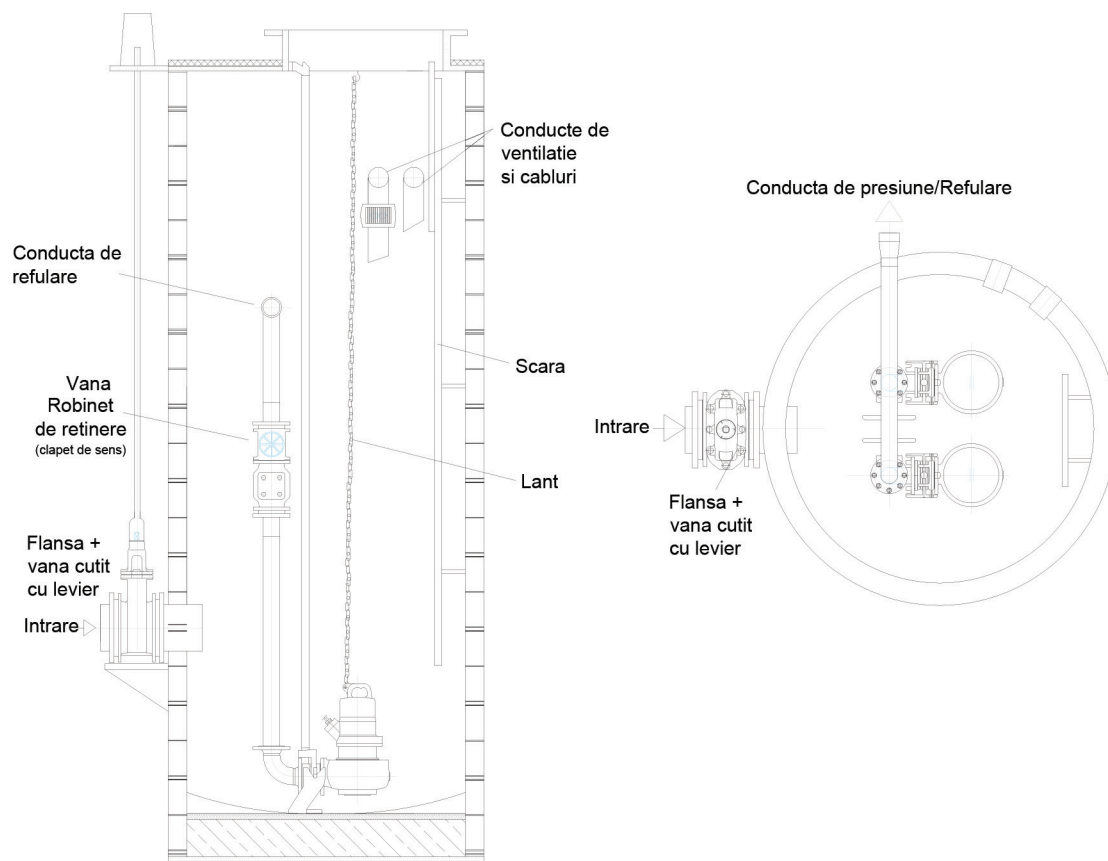 Conducte de
ventilatie
si cabluri
Conducta de
refulare
Scara
Vana
Robinet
de retinere
(clapet de sens)
Lant
Flansa +
vana cutit
cu levier
Intrare
Conducta de presiune/Refulare
Intrare
Flansa +
vana cutit
cu levier